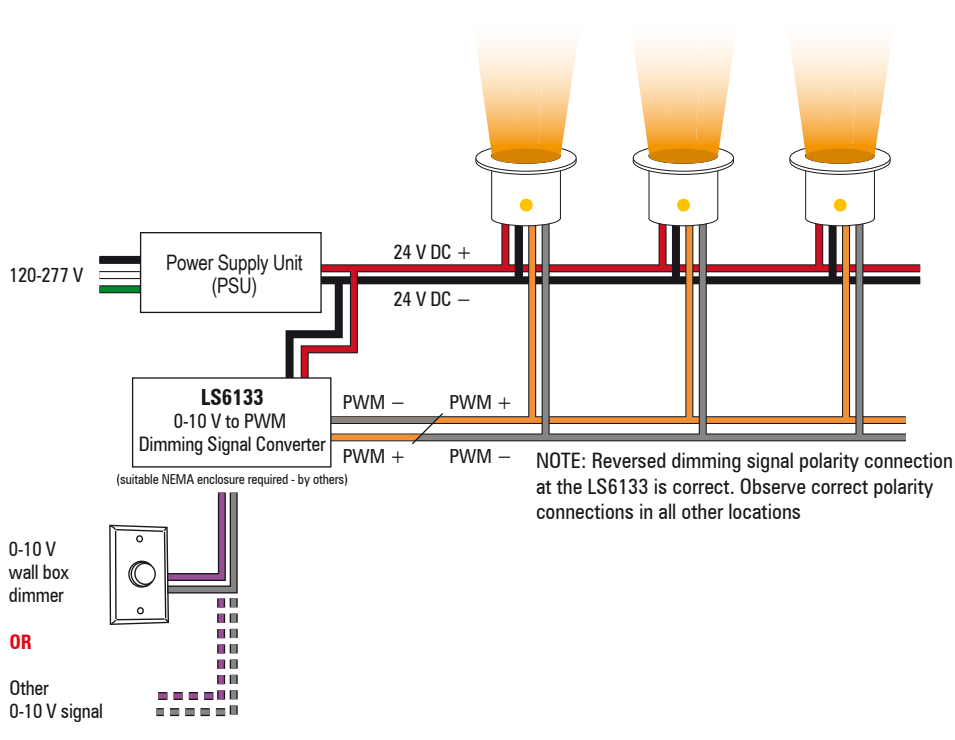 24 V DC +
120-277 V
Power Supply Unit
(PSU)
24 V DC −
LS6133
0-10 V to PWM
Dimming Signal Converter
PWM −
PWM +
PWM +
PWM −
(suitable NEMA enclosure required - by others)
NOTE: Reversed dimming signal polarity connection
at the LS6133 is correct. Observe correct polarity
connections in all other locations
0-10 V
wall box
dimmer
OR
Other
0-10 V signal